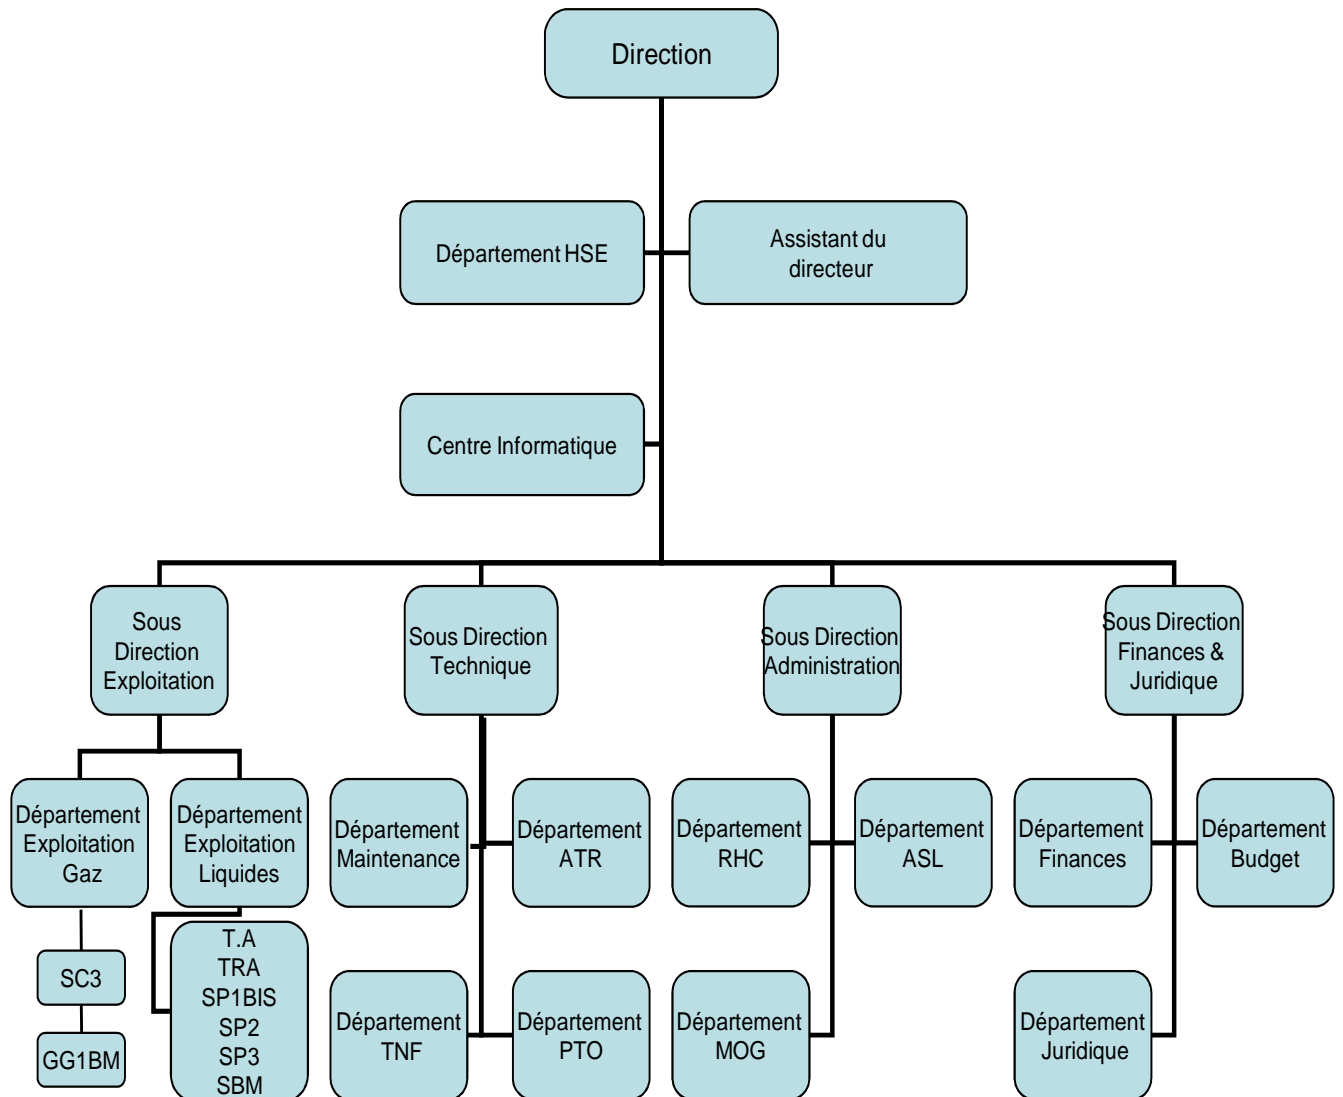 Direction
Département HSE
Assistant du
directeur
Centre Informatique
Sous
Direction
Exploitation
Sous Direction
Technique
Sous Direction
Administration
Sous Direction
Finances &
Juridique
Département
Exploitation
Gaz
Département
Exploitation
Liquides
Département
Maintenance
Département
ATR
Département
RHC
Département
ASL
Département
Finances
Département
Budget
SC3
GG1BM
T.A
TRA
SP1BIS
SP2
SP3
SBM
Département
TNF
Département
PTO
Département
MOG
Département
Juridique